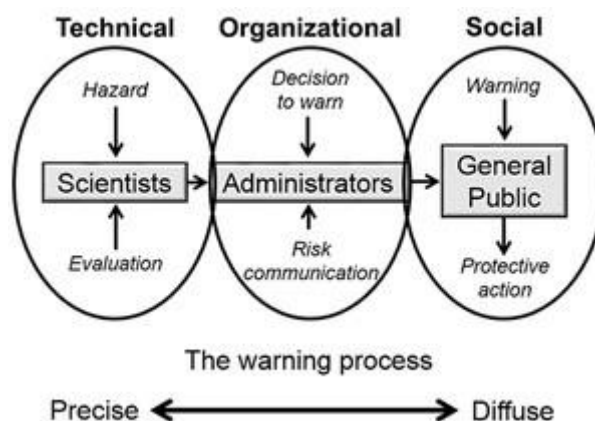 Technical Organizational Social
Hazard
Decision
to warn
Warning
Scientists
Administrators
General
Public
Evaluation
Risk
communication
Protective
action
The warning process
Precise
Diffuse